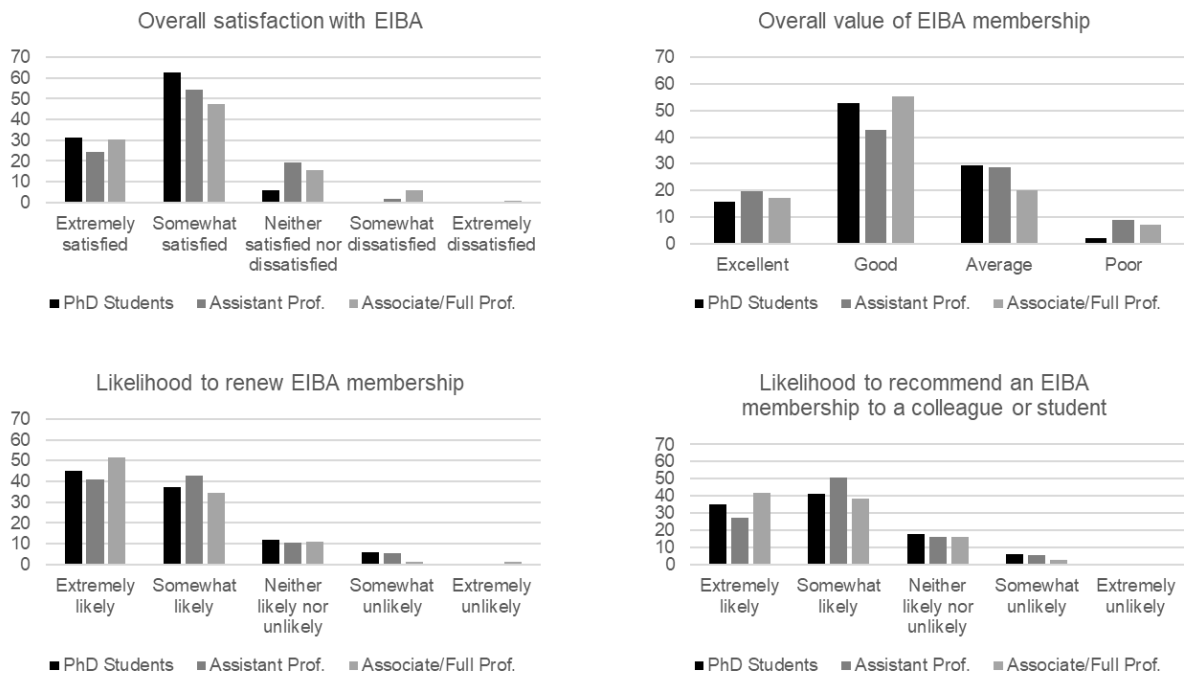 Overall satisfaction with EIBA
70
60
50
40
30
20
10
0
Extremely satisfied
Somewhat satisfied
Neither satisfied nor dissatisfied
Somewhat dissatisfied
Extremely dissatisfied
PhD Students Assistant Prof. Associate/Full Prof.
Overall value of EIBA membership
70
60
50
40
30
20
10
0
Excellent Good Average Poor
PhD Students Assistant Prof. Associate/Full Prof.
Likelihood to renew EIBA membership
70
60
50
40
30
20
10
0
Extremely likely
Somewhat likely
Neither likely nor unlikely
Somewhat unlikely
Extremely unlikely
PhD Students Assistant Prof. Associate/Full Prof.
Likelihood to recommend an EIBA
membership to a colleague or student
70
60
50
40
30
20
10
0
Extremely likely
Somewhat likely
Neither likely nor unlikely
Somewhat unlikely
Extremely unlikely
PhD Students Assistant Prof. Associate/Full Prof.